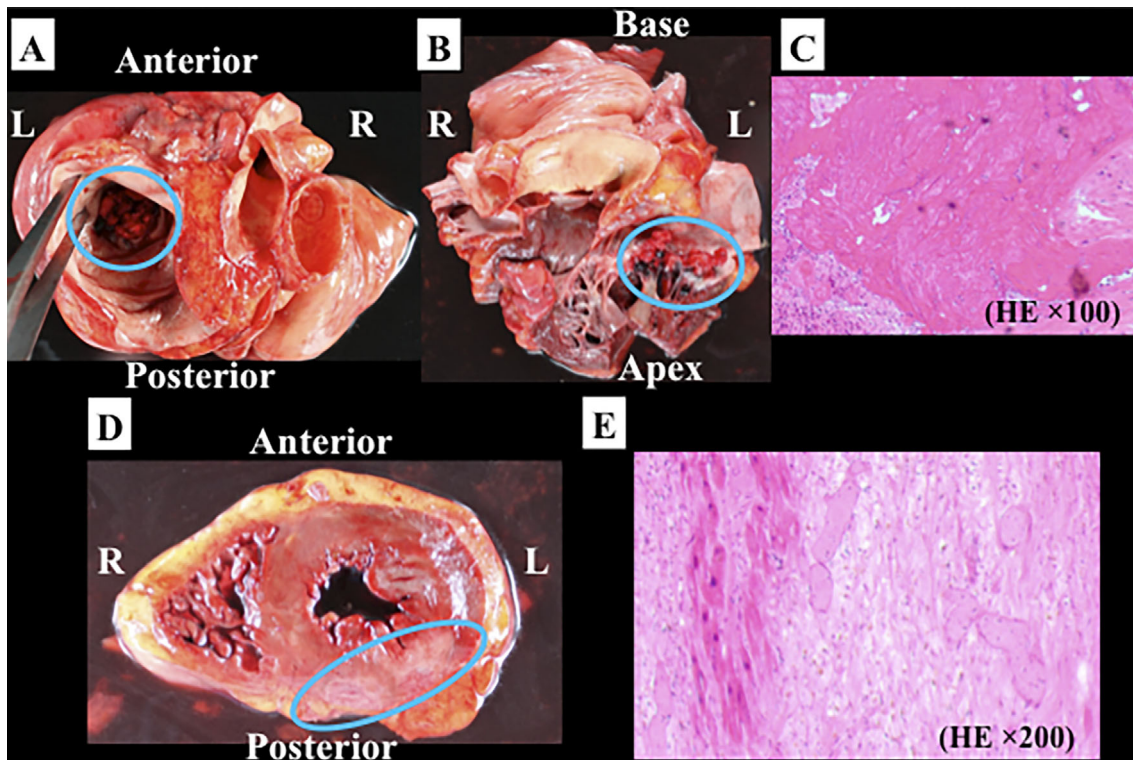 A
Anterior
L
R
Posterior
B
Base
R
L
Apex
C
(HE ×100)
D
Anterior
R
L
Posterior
E
(HE ×200)